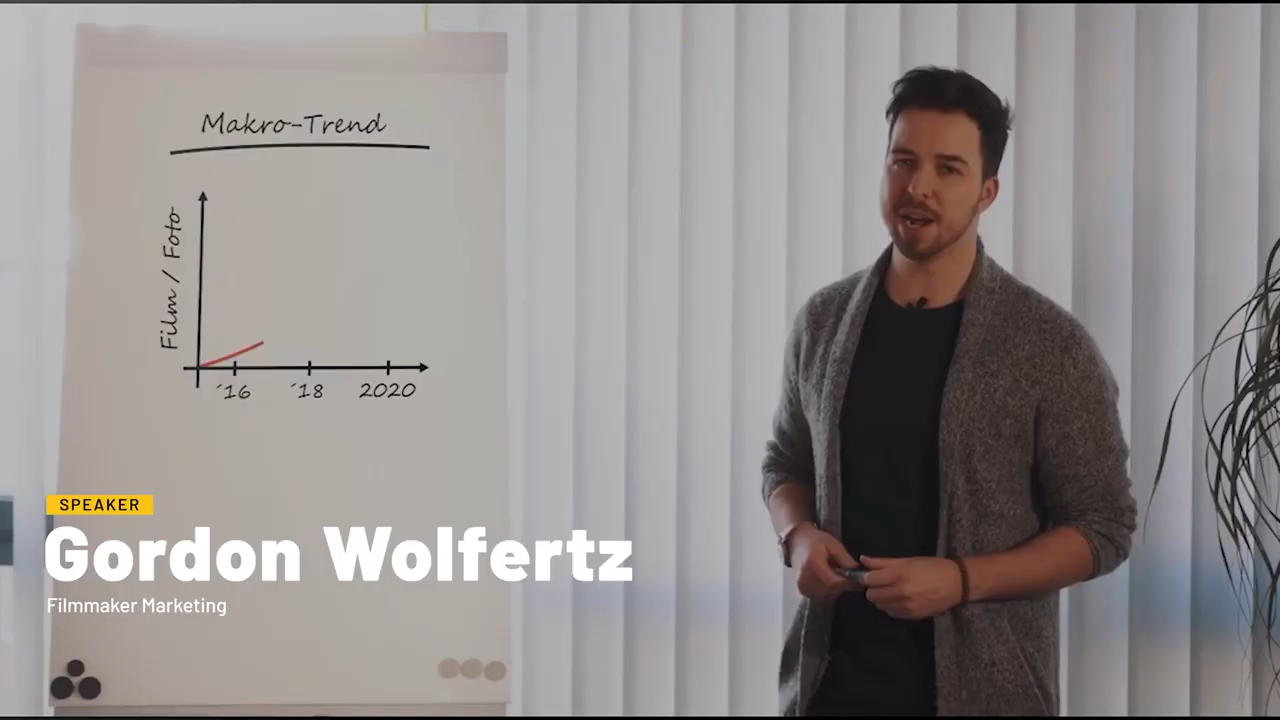 Makro-Trend
Film / Foto
´16 ´18 2020
SPEAKER
Gordon Wolfertz
Filmmaker Marketing